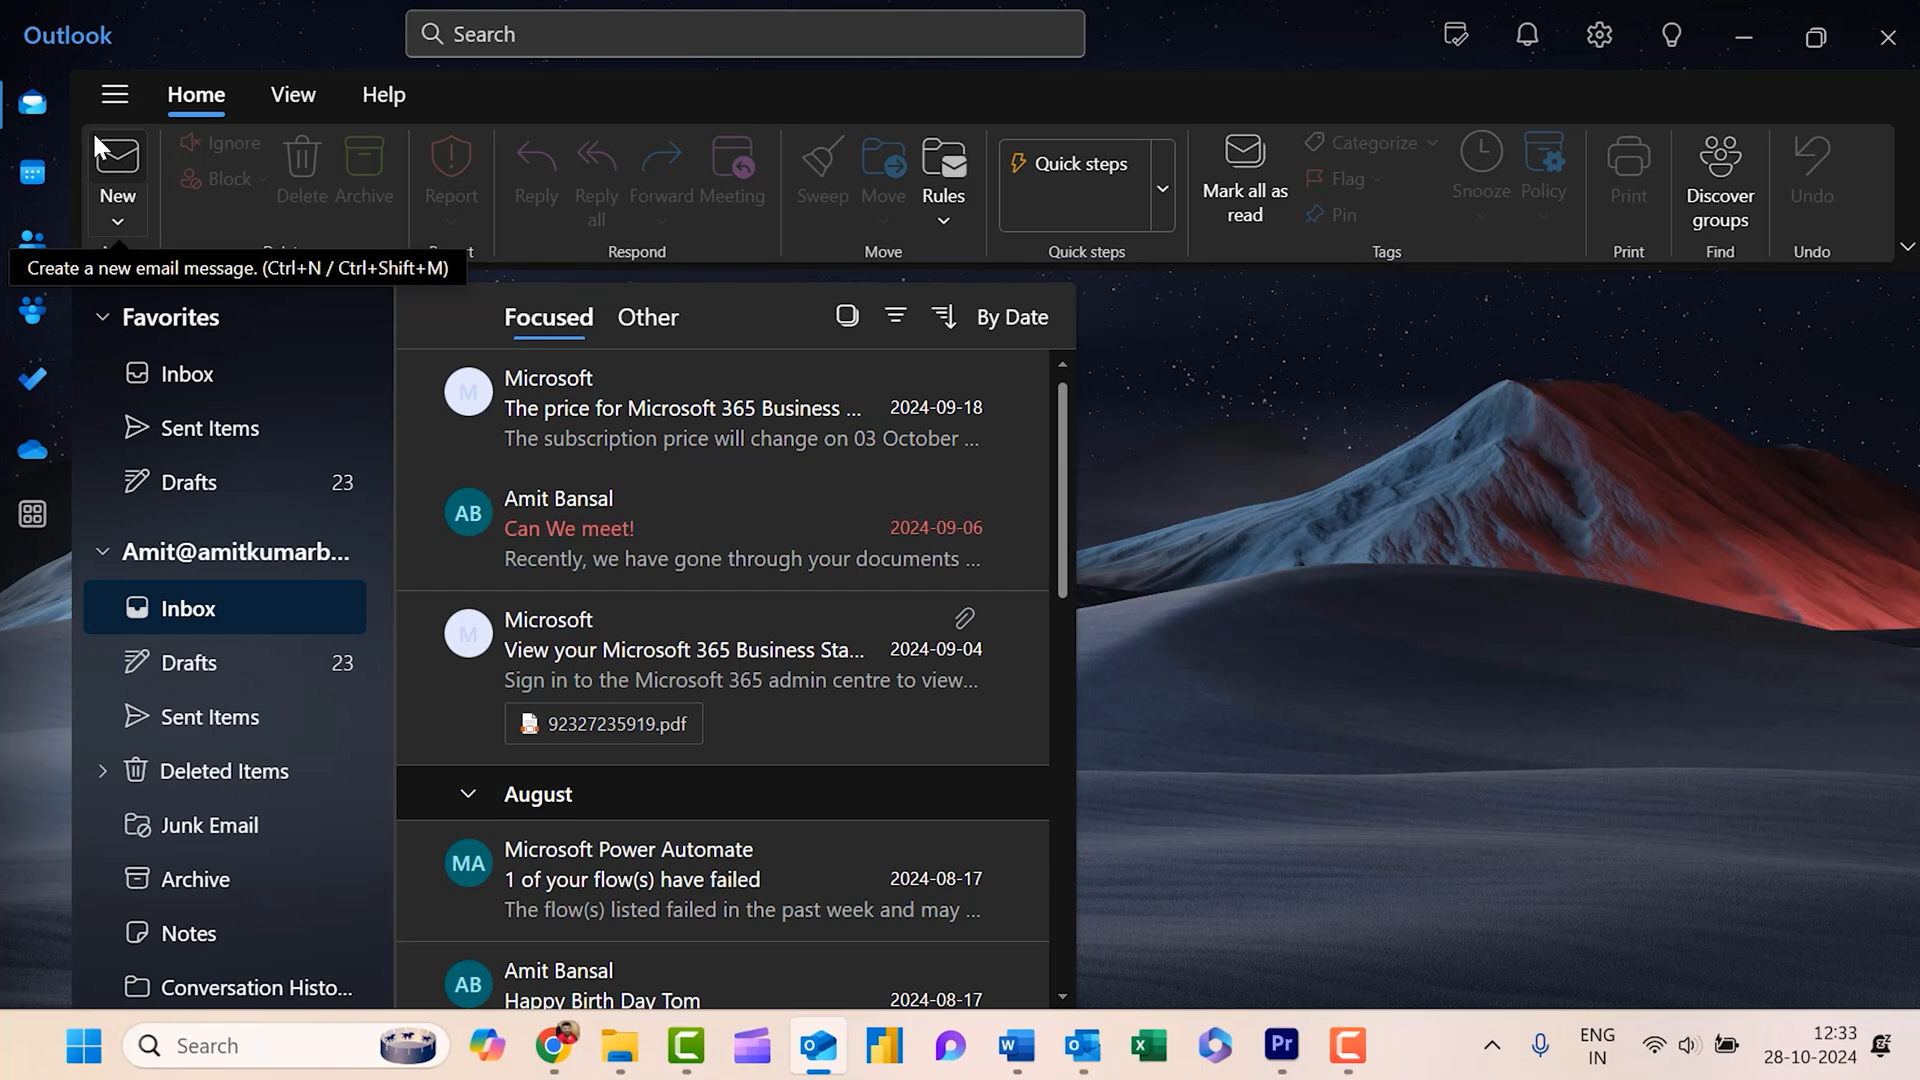 Outlook
Search
Home
View
Help
New
Ignore
Block
Delete
Archive
Report
Reply
Reply
all
Forward
Meeting
Respond
Sweep
Move
Rules
Move
Quick steps
Quick steps
Mark all as
read
Categorize
Flag
Pin
Snooze
Policy
Tags
Print
Print
Discover
groups
Find
Undo
Undo
Create a new email message. (Ctrl+N / Ctrl+Shift+M)
Favorites
Inbox
Sent Items
Drafts 23
Amit@amitkumarb...
Inbox
Drafts 23
Sent Items
Deleted Items
Junk Email
Archive
Notes
Conversation Histo...
Focused
Other
By Date
M
Microsoft
The price for Microsoft 365 Business ... 2024-09-18
The subscription price will change on 03 October ...
AB
Amit Bansal
Can We meet! 2024-09-06
Recently, we have gone through your documents ...
M
Microsoft
View your Microsoft 365 Business Sta... 2024-09-04
Sign in to the Microsoft 365 admin centre to view...
92327235919.pdf
August
MA
Microsoft Power Automate
1 of your flow(s) have failed 2024-08-17
The flow(s) listed failed in the past week and may ...
AB
Amit Bansal
Happy Birth Day Tom 2024-08-17
Search
Pr
ENG
IN
12:33
28-10-2024